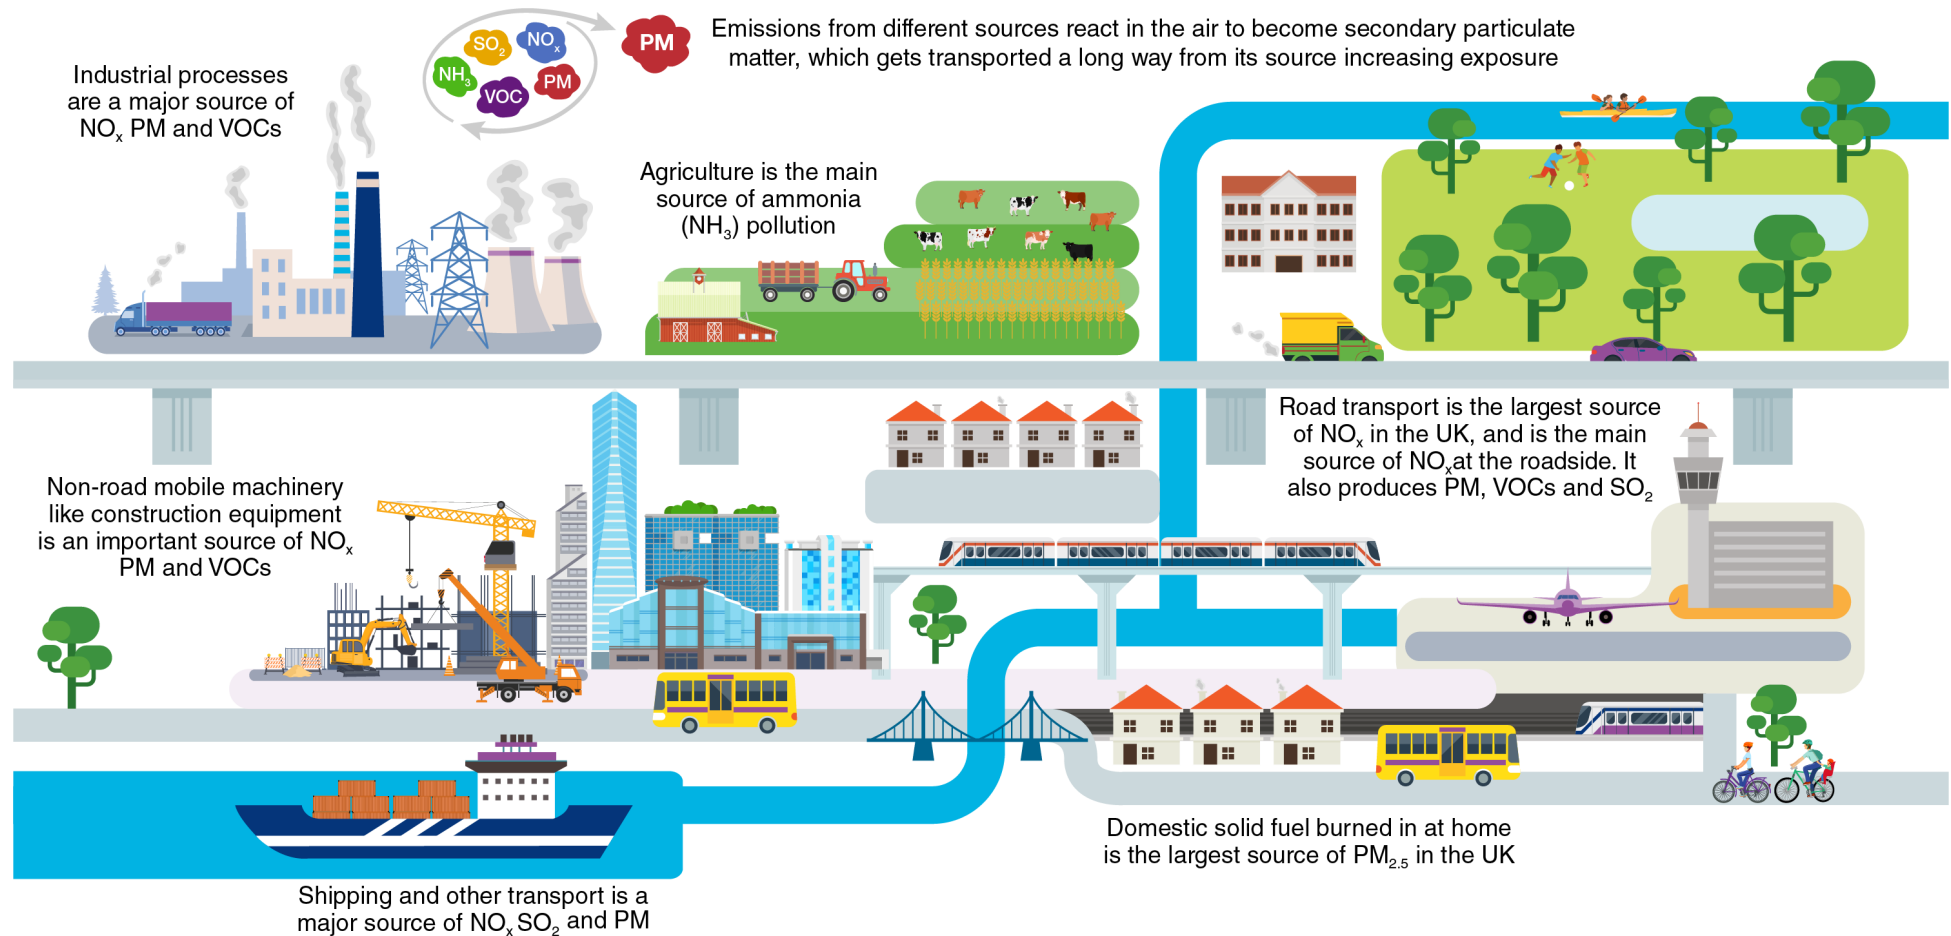 Emissions from different sources react in the air to become secondary particulate
matter, which gets transported a long way from its source increasing exposure
SO₂
NOₓ
NH₃
VOC
PM
PM
Industrial processes
are a major source of
NOₓ PM and VOCs
Agriculture is the main
source of ammonia
(NH₃) pollution
Road transport is the largest source
of NOₓ in the UK, and is the main
source of NOₓat the roadside. It
also produces PM, VOCs and SO₂
Non-road mobile machinery
like construction equipment
is an important source of NOₓ
PM and VOCs
Domestic solid fuel burned in at home
is the largest source of PM₂.₅ in the UK
Shipping and other transport is a
major source of NOₓ SO₂ and PM